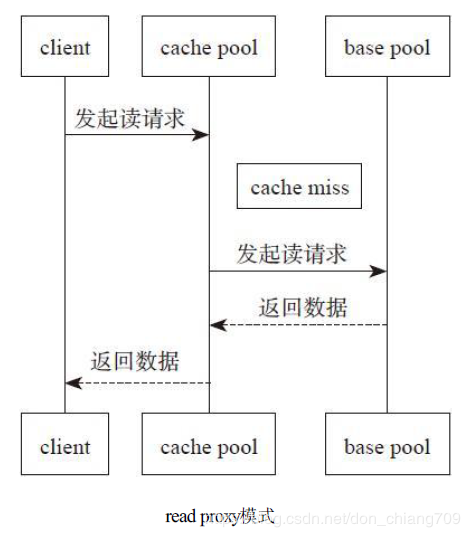 client
cache pool
base pool
发起读请求
cache miss
发起读请求
返回数据
返回数据
client
cache pool
base pool
read proxy模式
g.csdn.net/don_chiang709